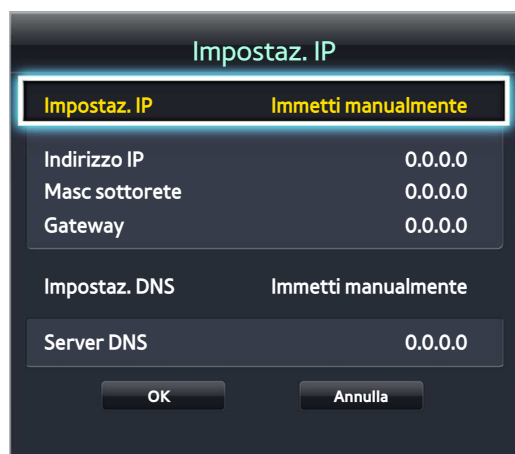 Impostaz. IP
Impostaz. IP Immetti manualmente
Indirizzo IP 0.0.0.0
Masc sottorete 0.0.0.0
Gateway 0.0.0.0
Impostaz. DNS Immetti manualmente
Server DNS 0.0.0.0
OK Annulla